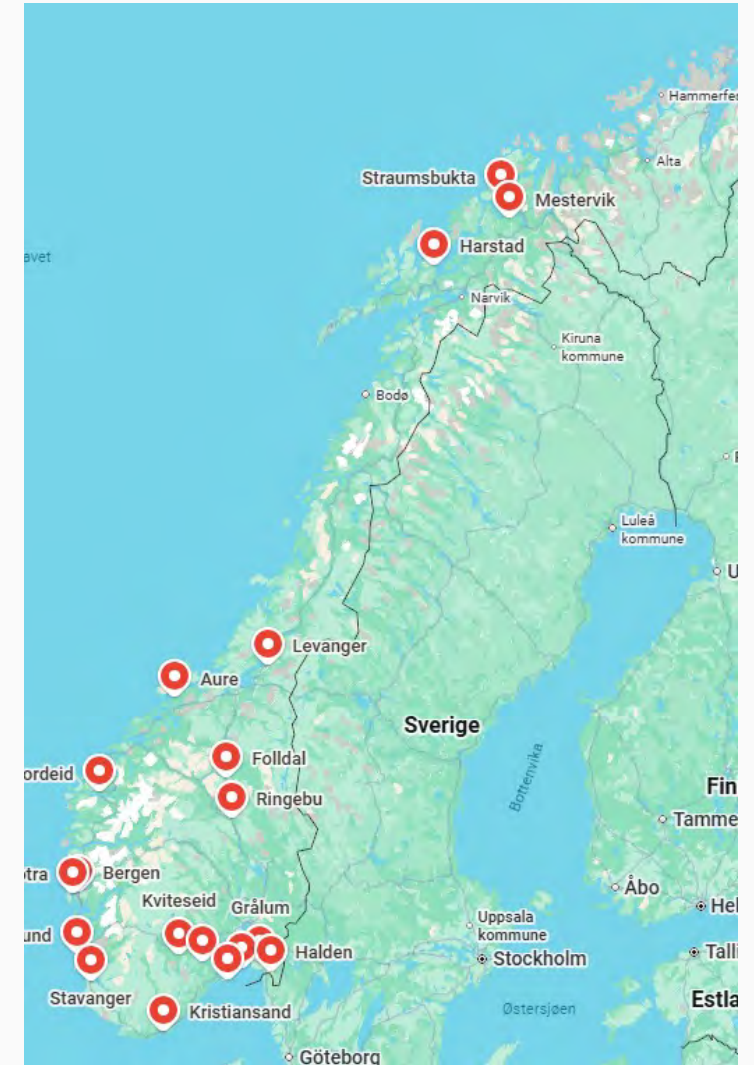 Hammerfe
Alta
Straumsbukta
Mestervik
Harstad
avet
Narvik
Kiruna
kommune
Bodø
Luleå
kommune
U
Levanger
Aure
Sverige
Bottenvika
Folldal
ordeid
Ringebu
Fin
Tamme
otra
Bergen
Åbo
Kviteseid
Grålum
Hel
Uppsala
kommune
und
Halden
Stockholm
Talli
Stavanger
Kristiansand
Østersjøen
Estla
Göteborg